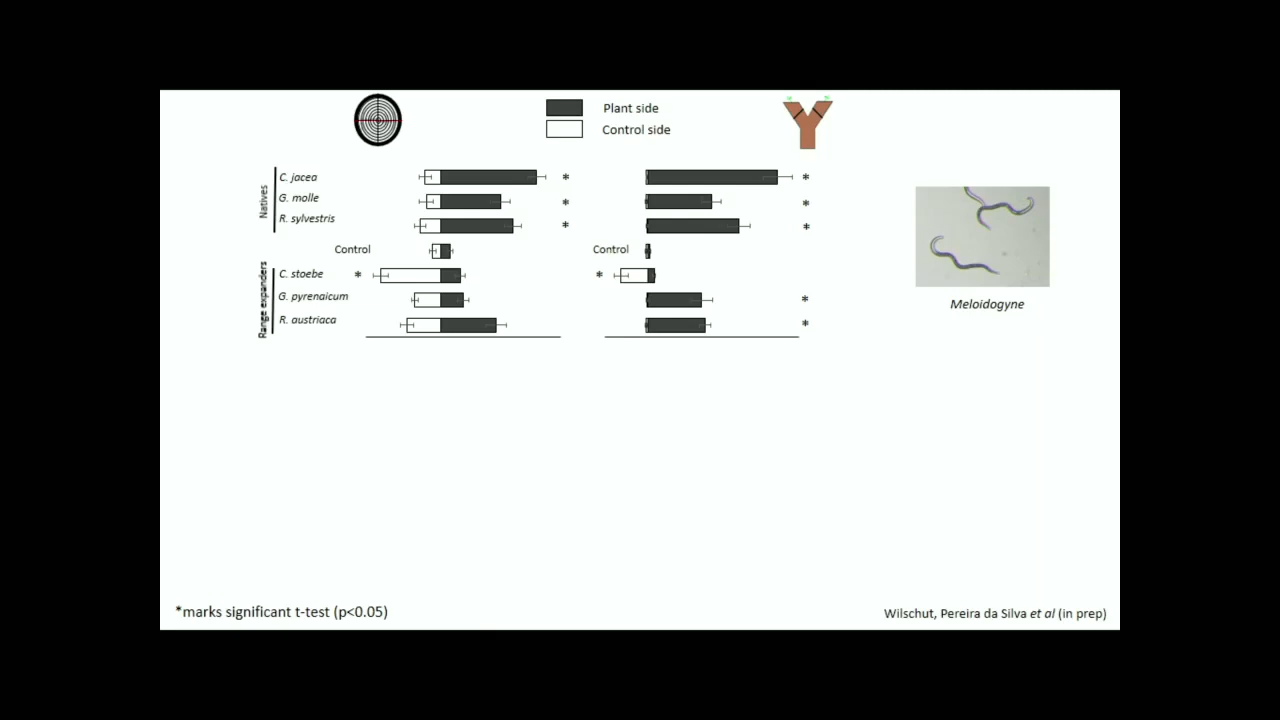 Plant side
Control side
Natives
C. jacea
*
*
G. molle
*
*
R. sylvestris
*
*
Control
Control
Range expanders
C. stoebe
*
*
G. pyrenaicum
*
R. austriaca
*
Meloidogyne
*marks significant t-test (p<0.05)
Wilschut, Pereira da Silva et al (in prep)